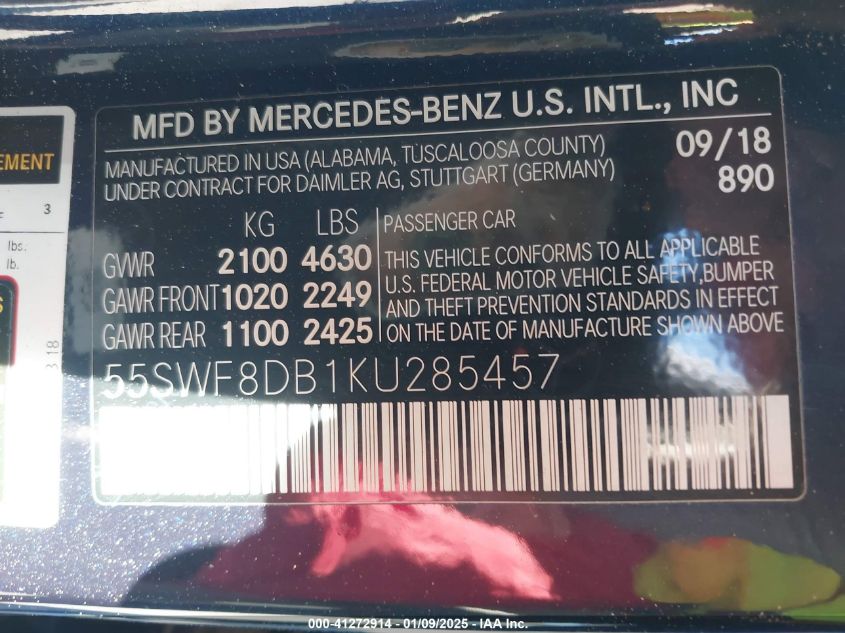 MFD BY MERCEDES-BENZ U.S. INTL., INC
MANUFACTURED IN USA (ALABAMA, TUSCALOOSA COUNTY)
UNDER CONTRACT FOR DAIMLER AG, STUTTGART (GERMANY)
09/18
890
KG LBS
GVWR 2100 4630
GAWR FRONT 1020 2249
GAWR REAR 1100 2425
PASSENGER CAR
THIS VEHICLE CONFORMS TO ALL APPLICABLE
U.S. FEDERAL MOTOR VEHICLE SAFETY,BUMPER
AND THEFT PREVENTION STANDARDS IN EFFECT
ON THE DATE OF MANUFACTURE SHOWN ABOVE
55SWF8DB1KU285457
EMENT
3
lbs.
lb.
S
318
000-41272914 - 01/09/2025 - IAA Inc.